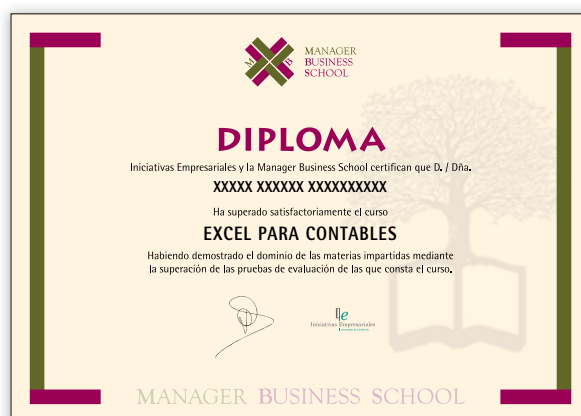 MANAGER
BUSINESS
SCHOOL
M B
DIPLOMA
Iniciativas Empresariales y la Manager Business School certifican que D. / Dña.
XXXXX XXXXXX XXXXXXXXXX
Ha superado satisfactoriamente el curso
EXCEL PARA CONTABLES
Habiendo demostrado el dominio de las materias impartidas mediante
la superación de las pruebas de evaluación de las que consta el curso.
Iniciativas Empresariales
MANAGER BUSINESS SCHOOL